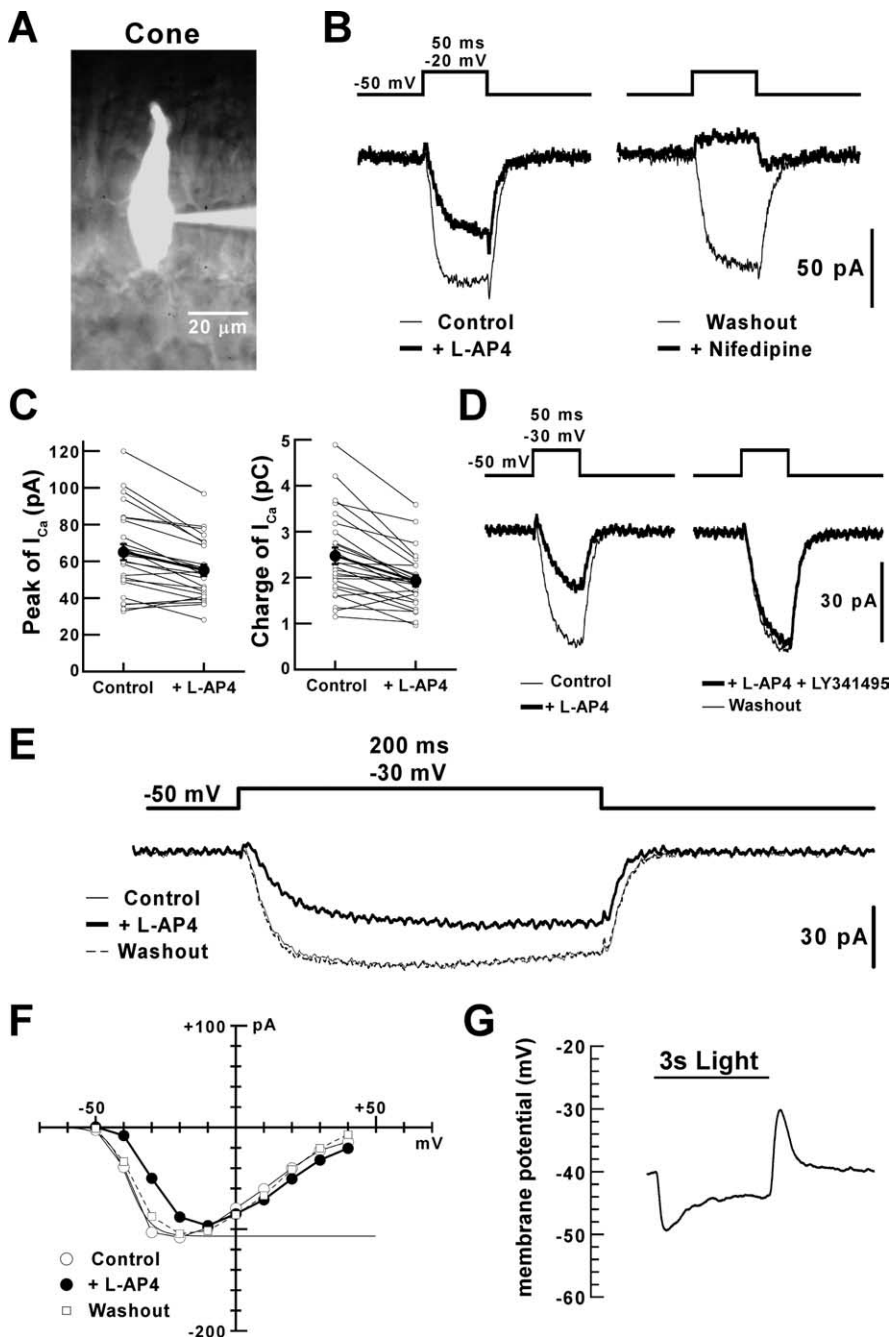 A
Cone
20 μm
B
50 ms
-20 mV
-50 mV
50 pA
Control
+ L-AP4
Washout
+ Nifedipine
C
Peak of I_Ca (pA)
120
100
80
60
40
20
0
Control
+ L-AP4
Charge of I_Ca (pC)
5
4
3
2
1
0
Control
+ L-AP4
D
50 ms
-30 mV
-50 mV
30 pA
Control
+ L-AP4
+ L-AP4 + LY341495
Washout
E
200 ms
-30 mV
-50 mV
Control
+ L-AP4
Washout
30 pA
F
+100
pA
-50
+50
mV
Control
+ L-AP4
Washout
-200
G
membrane potential (mV)
-20
-30
-40
-50
-60
3s Light